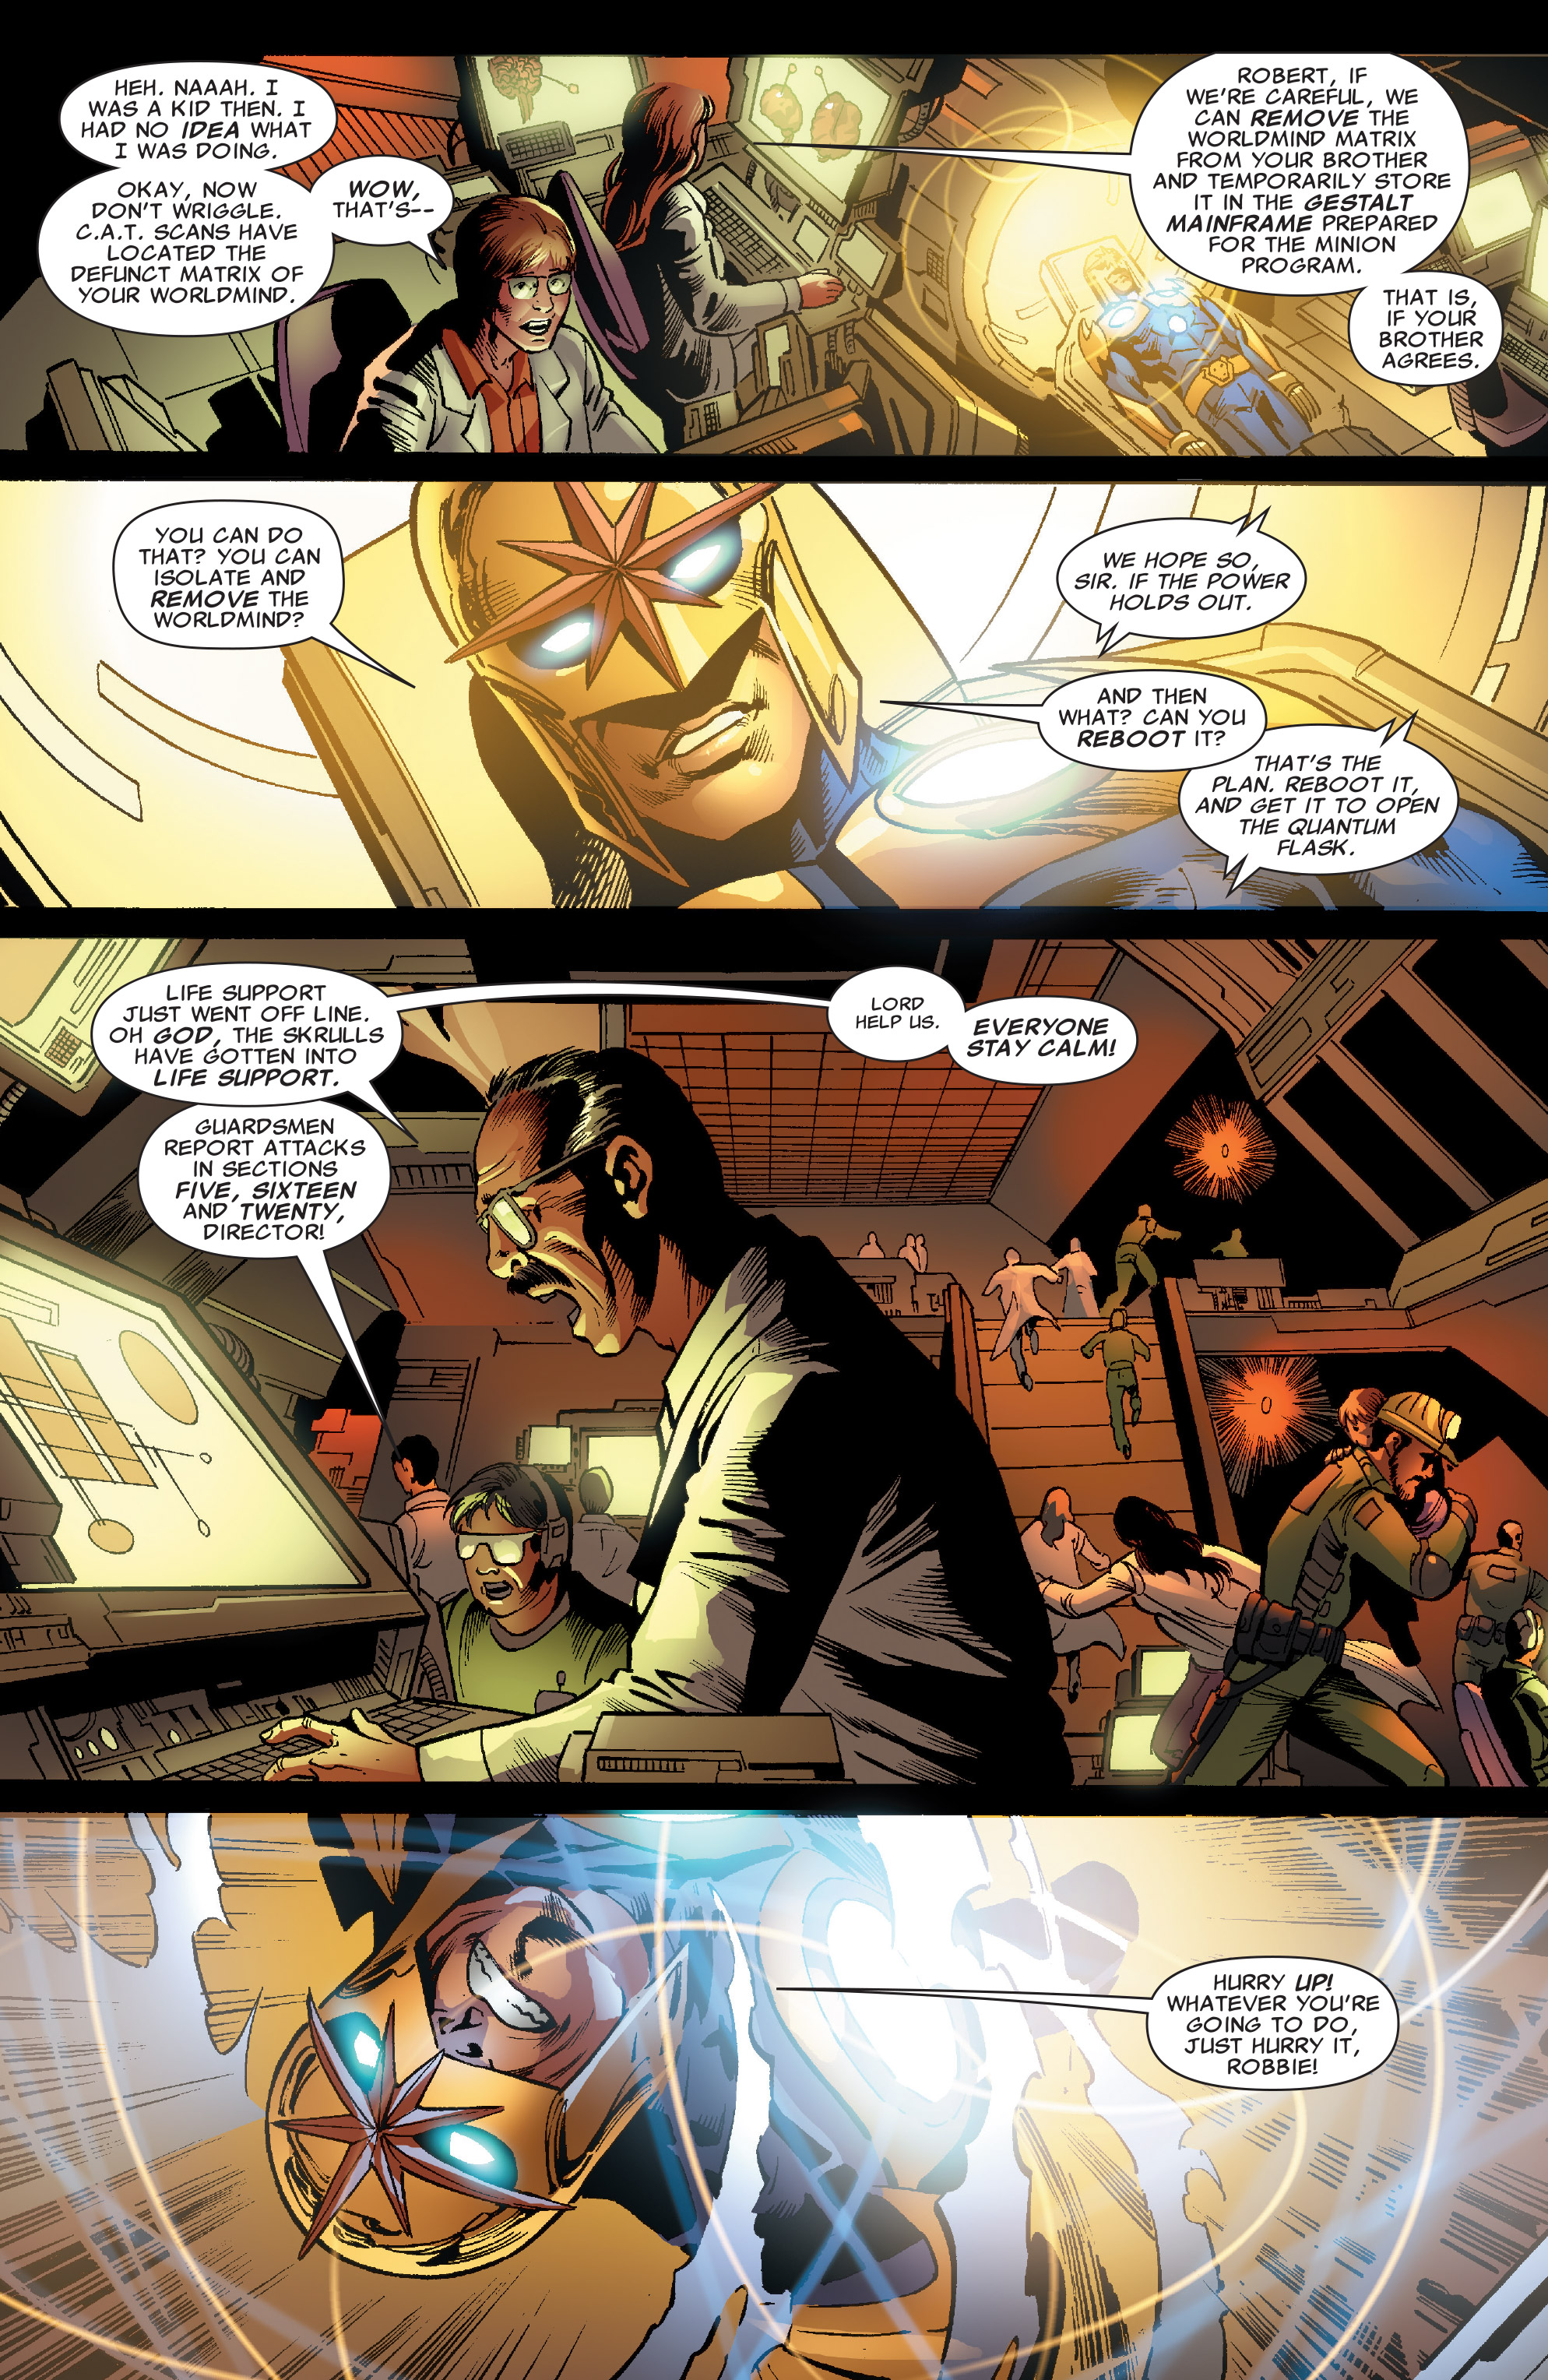 HEH. NAAAH. I
WAS A KID THEN. I
HAD NO IDEA WHAT
I WAS DOING.
OKAY, NOW
DON'T WRIGGLE.
C.A.T. SCANS HAVE
LOCATED THE
DEFUNCT MATRIX OF
YOUR WORLDMIND.
WOW,
THAT'S--
ROBERT, IF
WE'RE CAREFUL, WE
CAN REMOVE THE
WORLDMIND MATRIX
FROM YOUR BROTHER
AND TEMPORARILY STORE
IT IN THE GESTALT
MAINFRAME PREPARED
FOR THE MINION
PROGRAM.
THAT IS,
IF YOUR
BROTHER
AGREES.
YOU CAN DO
THAT? YOU CAN
ISOLATE AND
REMOVE THE
WORLDMIND?
WE HOPE SO,
SIR. IF THE POWER
HOLDS OUT.
AND THEN
WHAT? CAN YOU
REBOOT IT?
THAT'S THE
PLAN. REBOOT IT,
AND GET IT TO OPEN
THE QUANTUM
FLASK.
LIFE SUPPORT
JUST WENT OFF LINE.
OH GOD, THE SKRULLS
HAVE GOTTEN INTO
LIFE SUPPORT.
LORD
HELP US.
EVERYONE
STAY CALM!
GUARDSMEN
REPORT ATTACKS
IN SECTIONS
FIVE, SIXTEEN
AND TWENTY,
DIRECTOR!
HURRY UP!
WHATEVER YOU'RE
GOING TO DO,
JUST HURRY IT,
ROBBIE!